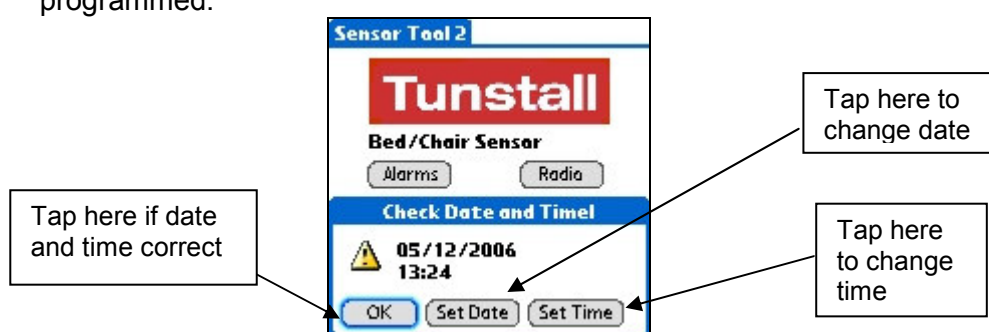 programmed.
Sensor Tool 2
Tunstall
Bed/Chair Sensor
Alarms Radio
Check Date and Time!
05/12/2006
13:24
OK Set Date Set Time
Tap here if date
and time correct
Tap here to
change date
Tap here
to change
time